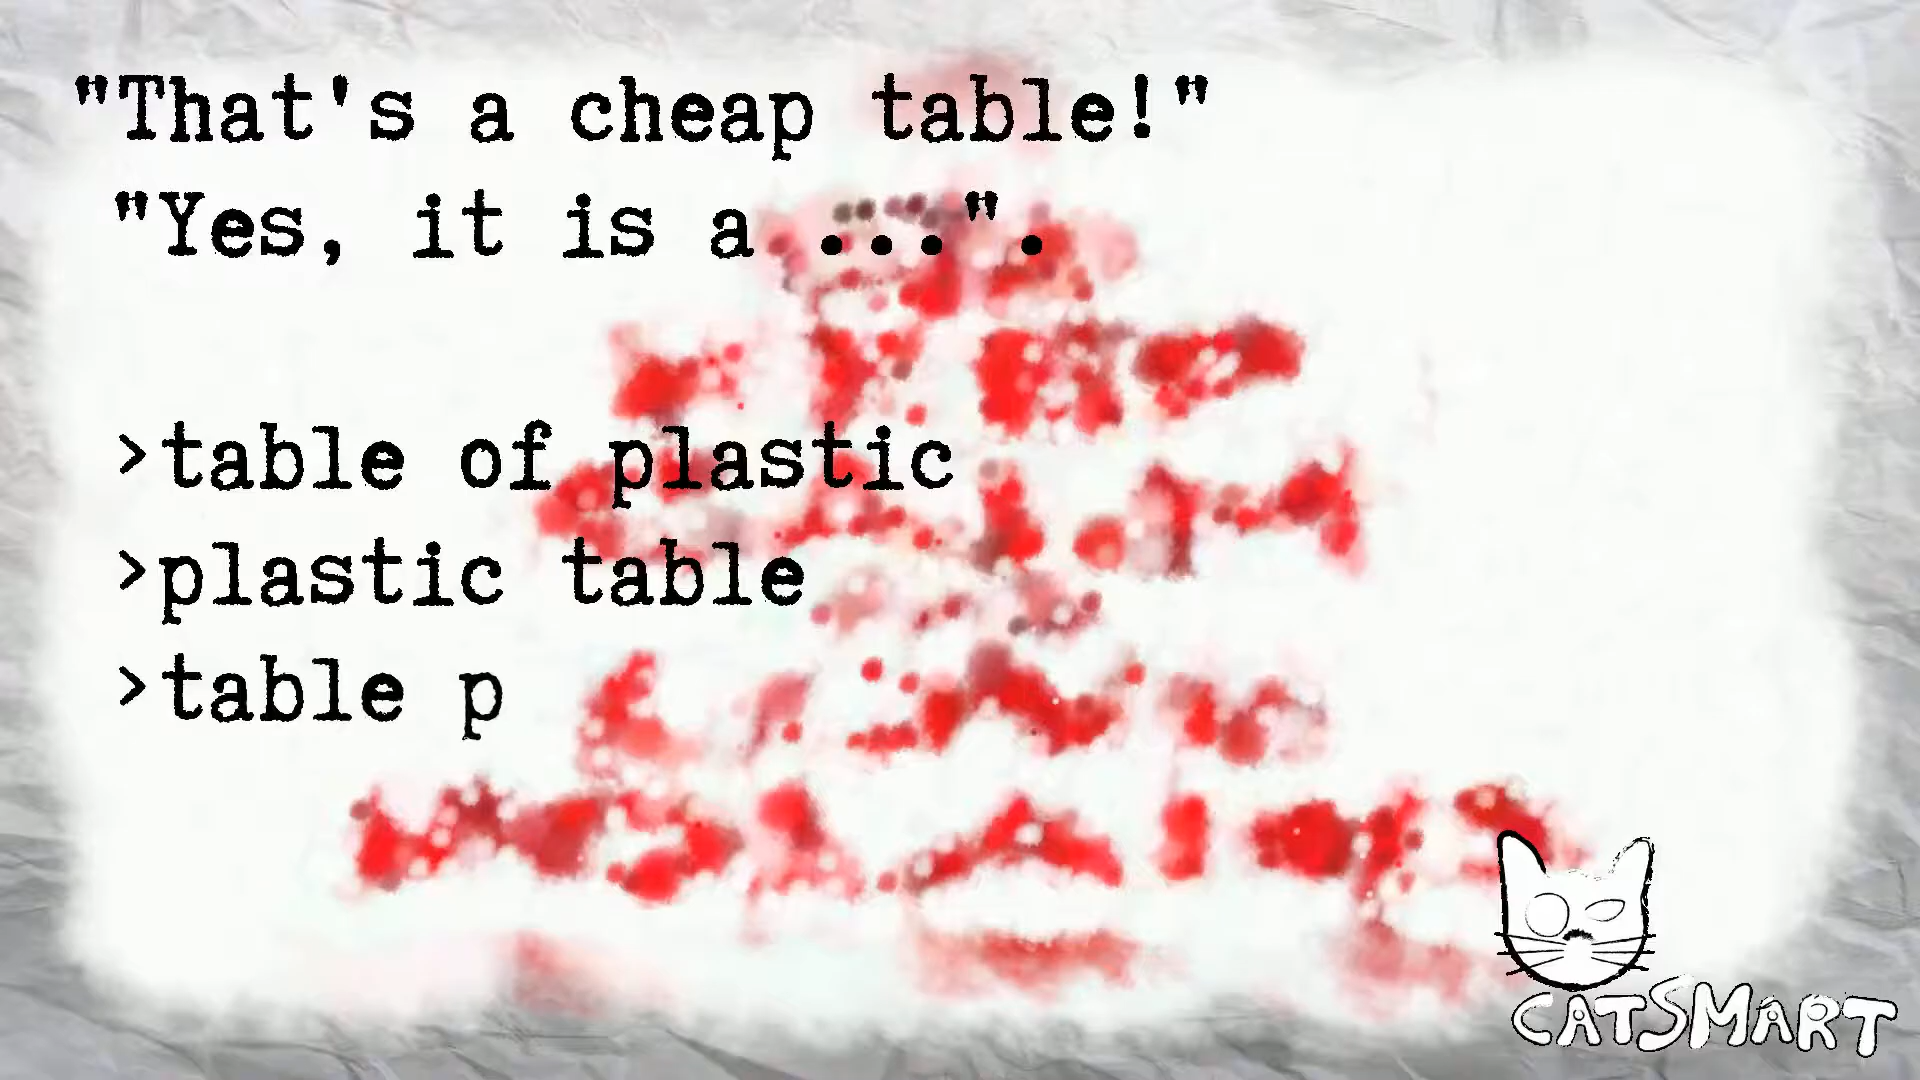 "That's a cheap table!"
"Yes, it is a ...".
>table of plastic
>plastic table
>table p
CATSMART